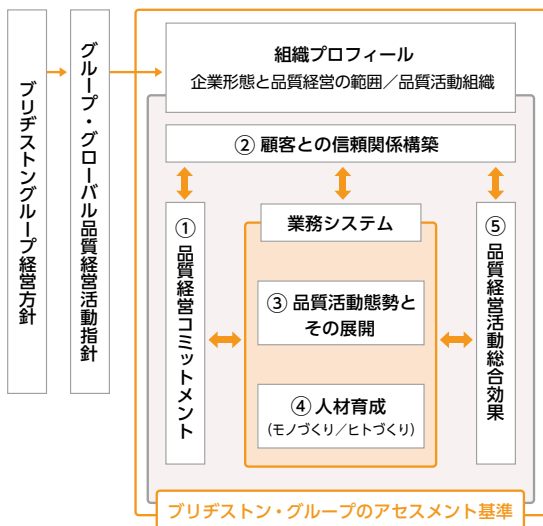 ブリヂストングループ経営方針
グループ・グローバル品質経営活動指針
組織プロフィール
企業形態と品質経営の範囲／品質活動組織
② 顧客との信頼関係構築
① 品質経営コミットメント
業務システム
③ 品質活動態勢と
その展開
④ 人材育成
(モノづくり／ヒトづくり)
⑤ 品質経営活動総合効果
ブリヂストン・グループのアセスメント基準